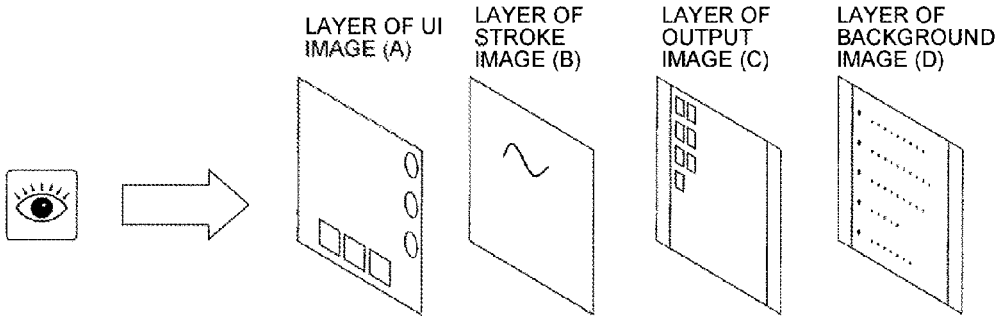 LAYER OF UI
IMAGE (A)
LAYER OF
STROKE
IMAGE (B)
LAYER OF
OUTPUT
IMAGE (C)
LAYER OF
BACKGROUND
IMAGE (D)